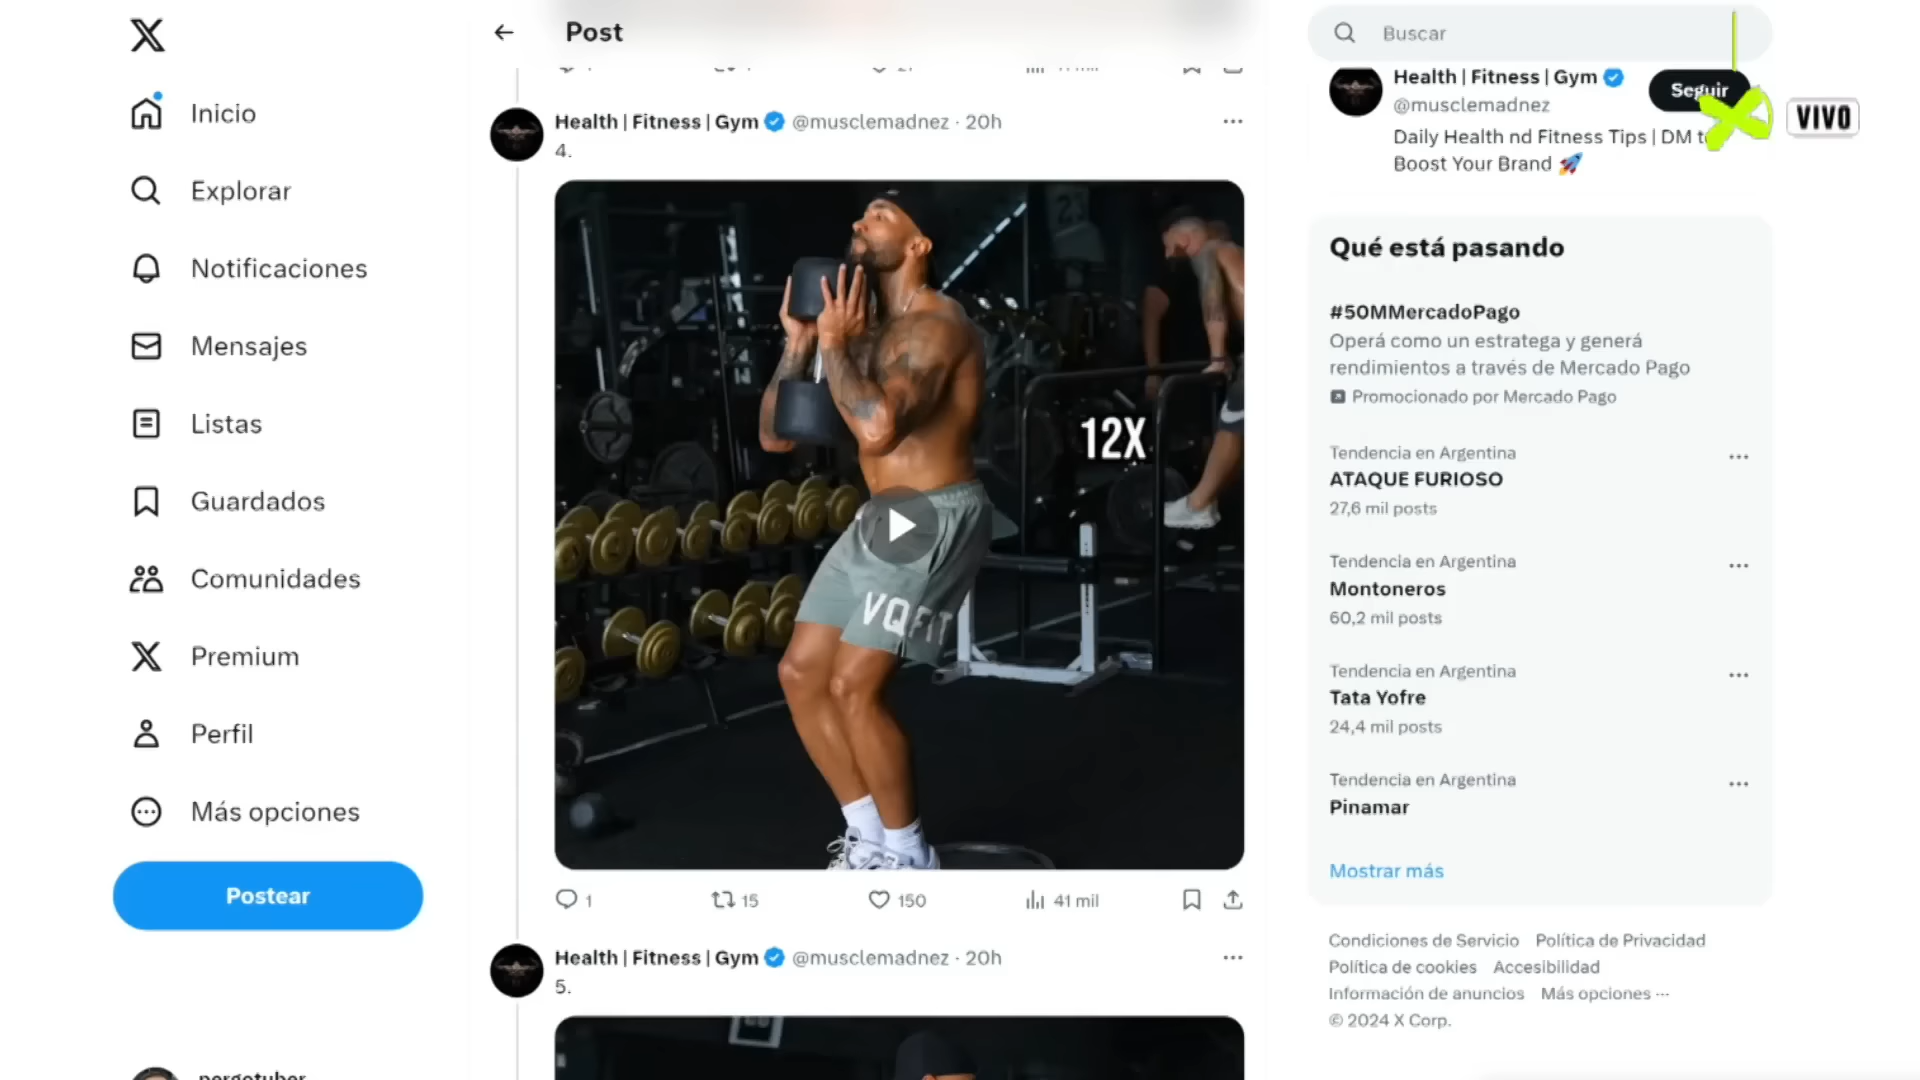 Inicio
Explorar
Notificaciones
Mensajes
Listas
Guardados
Comunidades
Premium
Perfil
Más opciones
Postear
pergotuber
Post
Health | Fitness | Gym @musclemadnez · 20h
4.
12X
VQFIT
1 15 150 41 mil
Health | Fitness | Gym @musclemadnez · 20h
5.
Buscar
Health | Fitness | Gym
@musclemadnez
Seguir
Daily Health nd Fitness Tips | DM to
Boost Your Brand 🚀
VIVO
Qué está pasando
#50MMercadoPago
Operá como un estratega y generá
rendimientos a través de Mercado Pago
Promocionado por Mercado Pago
Tendencia en Argentina
ATAQUE FURIOSO
27,6 mil posts
Tendencia en Argentina
Montoneros
60,2 mil posts
Tendencia en Argentina
Tata Yofre
24,4 mil posts
Tendencia en Argentina
Pinamar
Mostrar más
Condiciones de Servicio Política de Privacidad
Política de cookies Accesibilidad
Información de anuncios Más opciones ···
© 2024 X Corp.